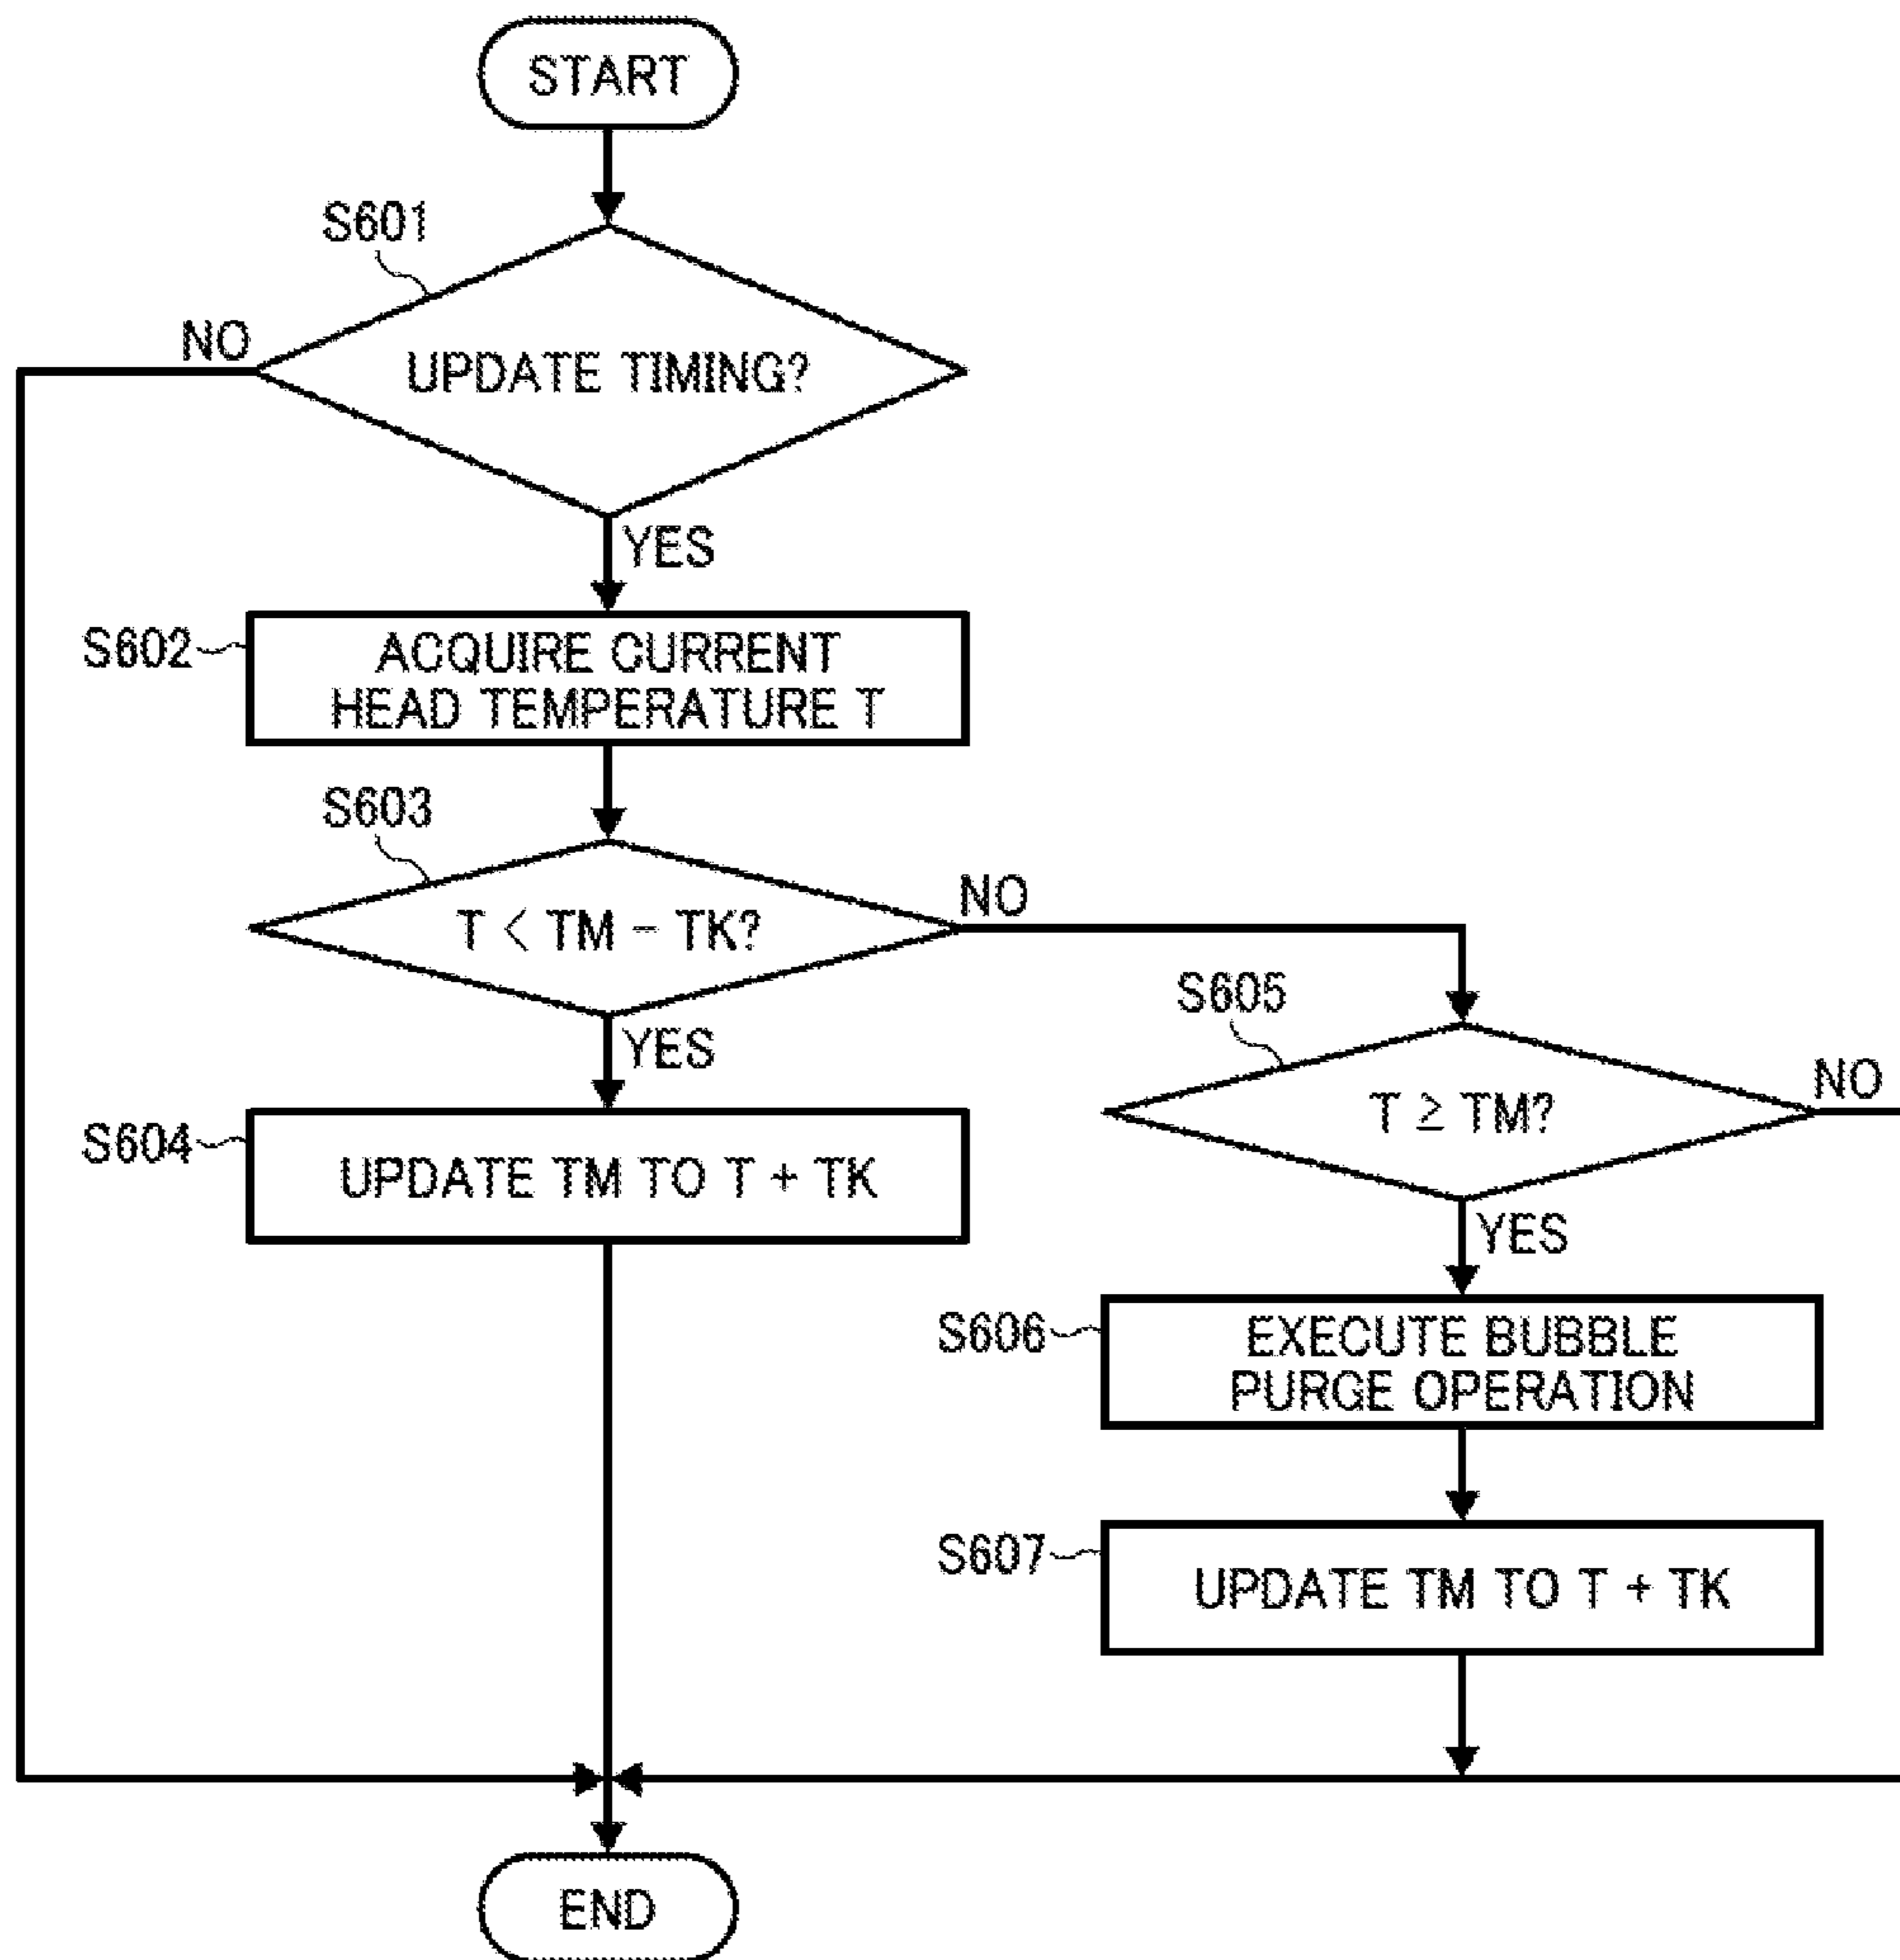 START
S601
NO
UPDATE TIMING?
YES
S602
ACQUIRE CURRENT
HEAD TEMPERATURE T
S603
T < TM − TK?
NO
YES
S604
UPDATE TM TO T + TK
S605
T ≥ TM?
NO
YES
S606
EXECUTE BUBBLE
PURGE OPERATION
S607
UPDATE TM TO T + TK
END